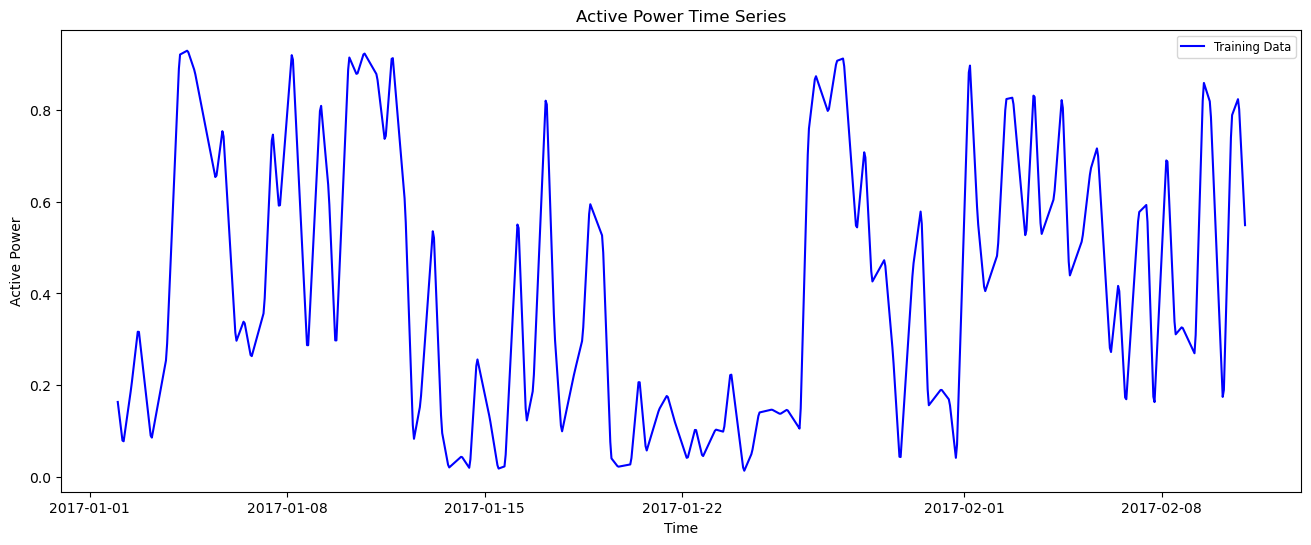 Active Power Time Series
Training Data
Active Power
0.8
0.6
0.4
0.2
0.0
2017-01-01 2017-01-08 2017-01-15 2017-01-22 2017-02-01 2017-02-08
Time